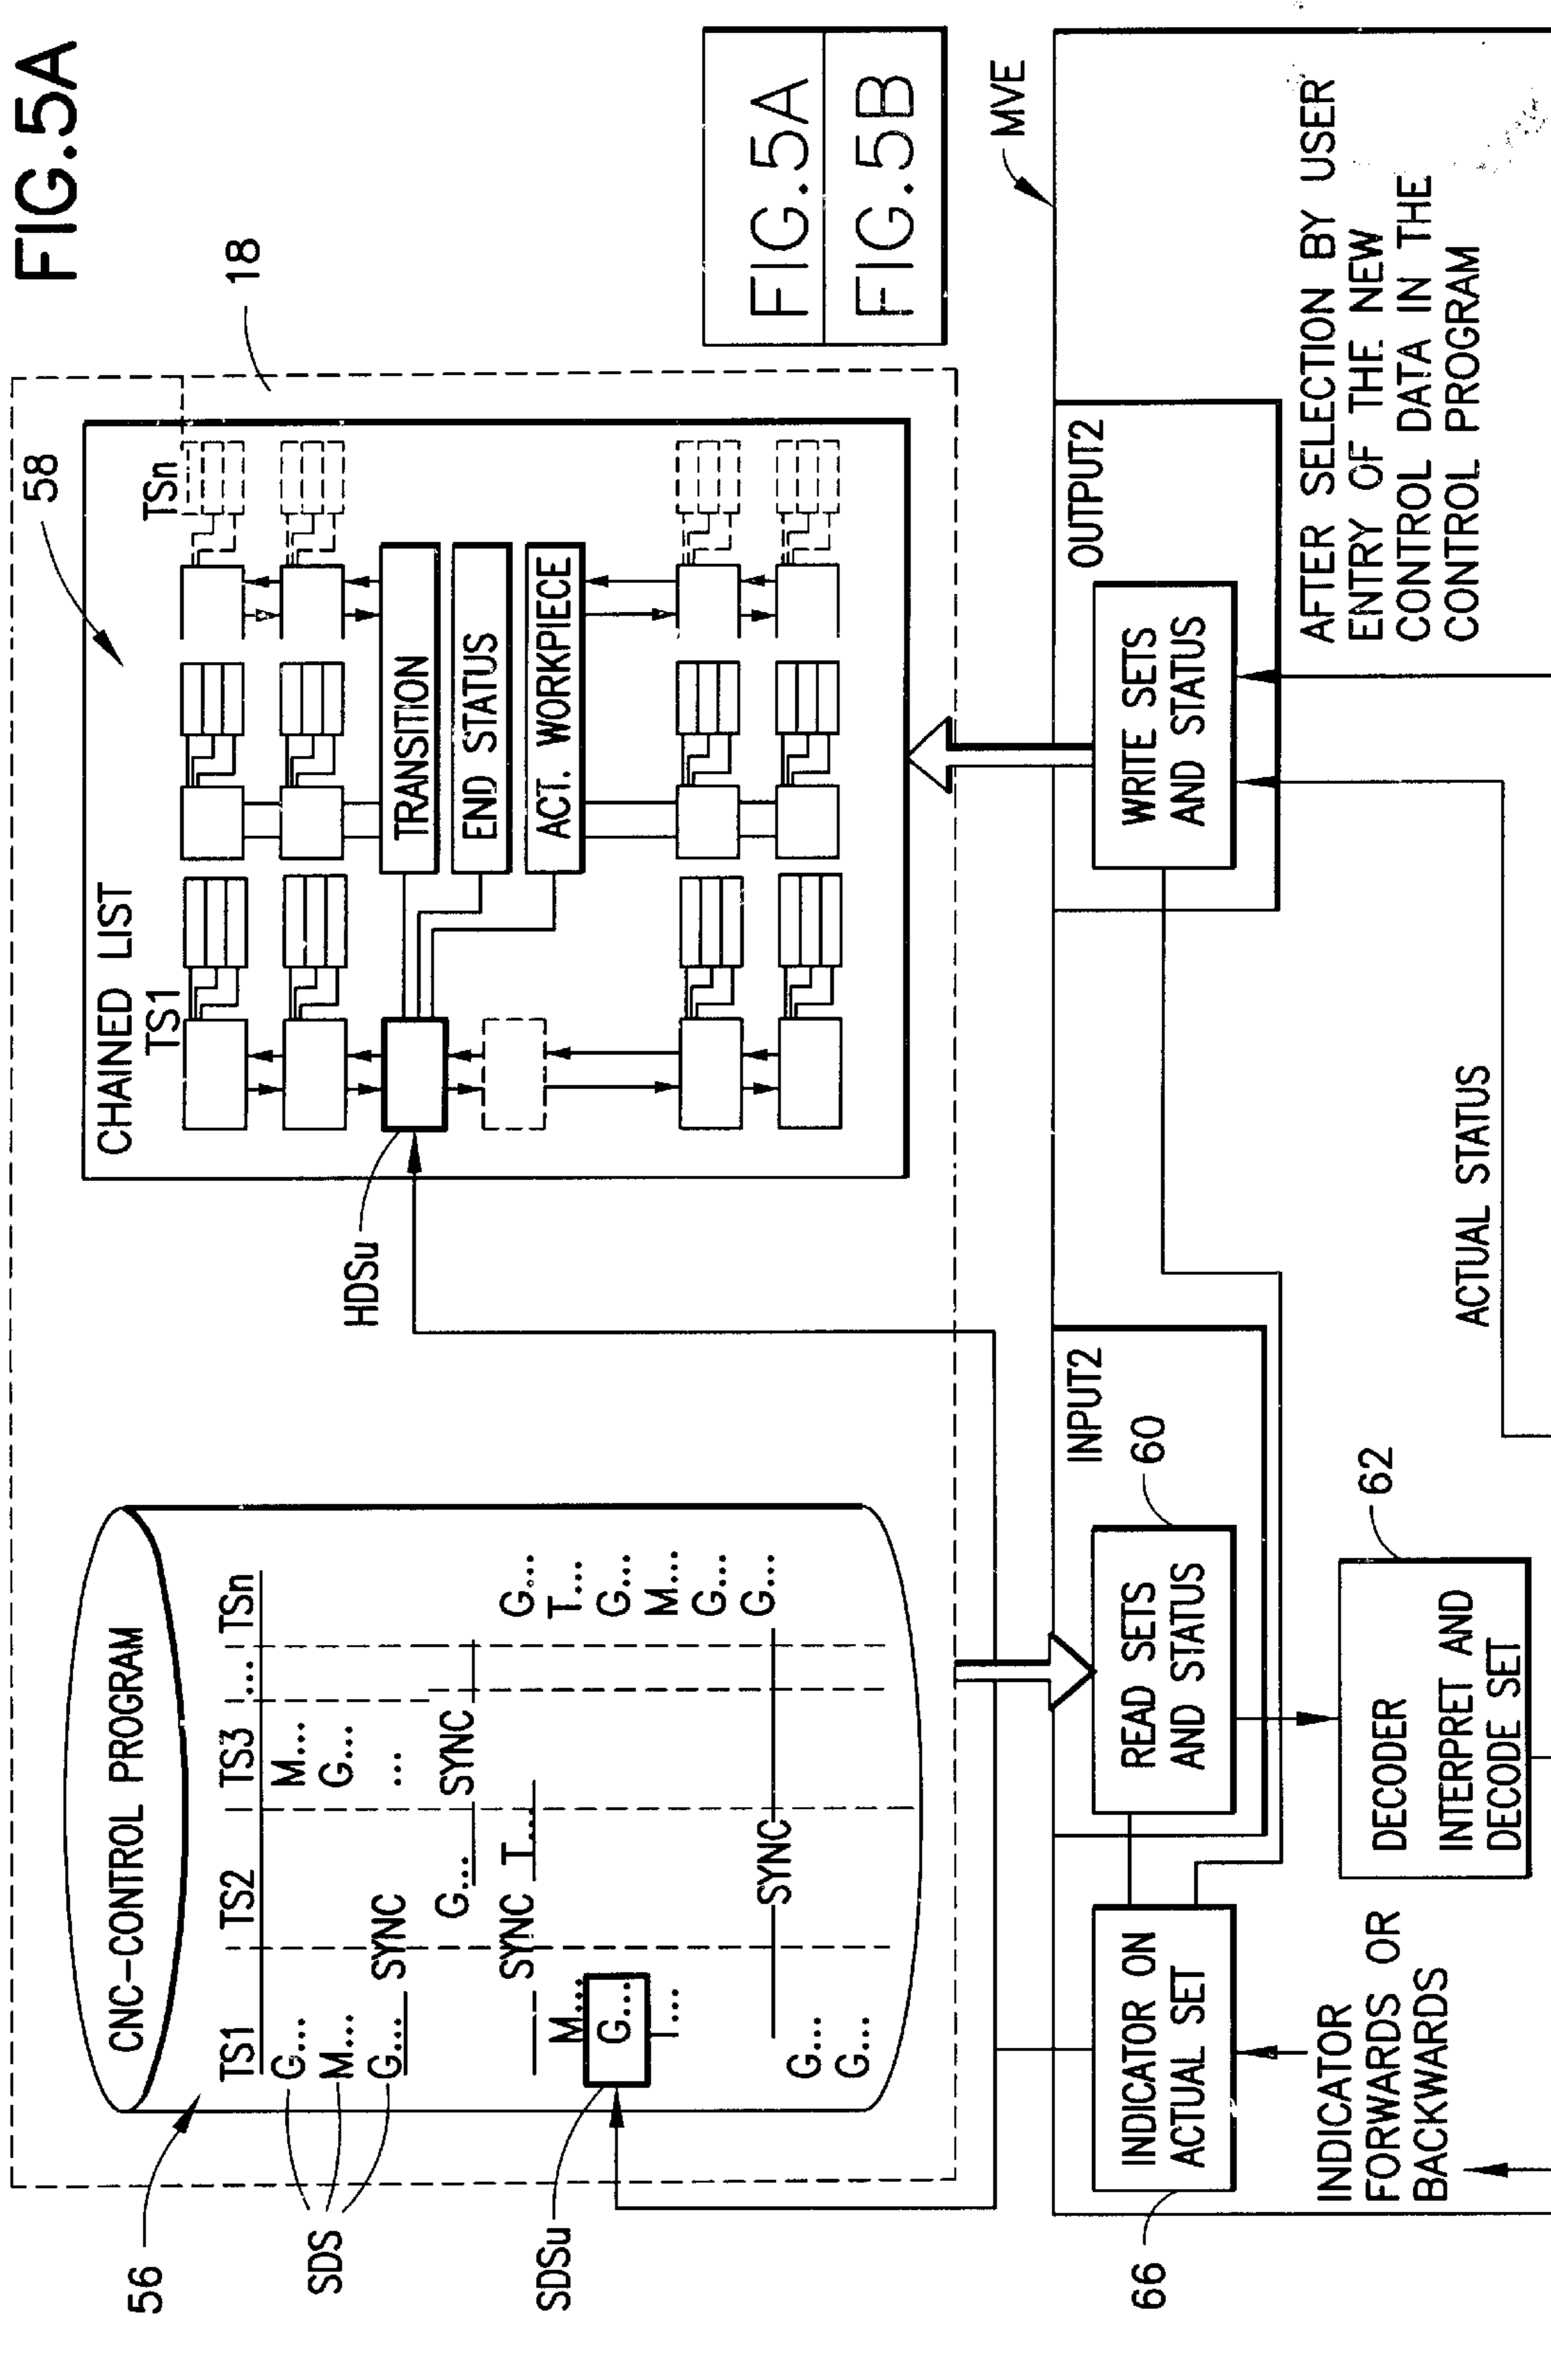 FIG.5A
56
SDS
SDSu
CNC-CONTROL PROGRAM
TS1 TS2 TS3 ... TSn
G... M...
M... G...
G... SYNC ...
G... SYNC
SYNC T...
M...
G...
T...
G...
T...
G...
M...
G...
G...
SYNC
G...
G...
58
18
CHAINED LIST
TS1
TSn
HDSu
TRANSITION
END STATUS
ACT. WORKPIECE
FIG.5A
FIG.5B
MVE
INPUT2
60
READ SETS
AND STATUS
OUTPUT2
WRITE SETS
AND STATUS
66
INDICATOR ON
ACTUAL SET
INDICATOR
FORWARDS OR
BACKWARDS
62
DECODER
INTERPRET AND
DECODE SET
ACTUAL STATUS
AFTER SELECTION BY USER
ENTRY OF THE NEW
CONTROL DATA IN THE
CONTROL PROGRAM